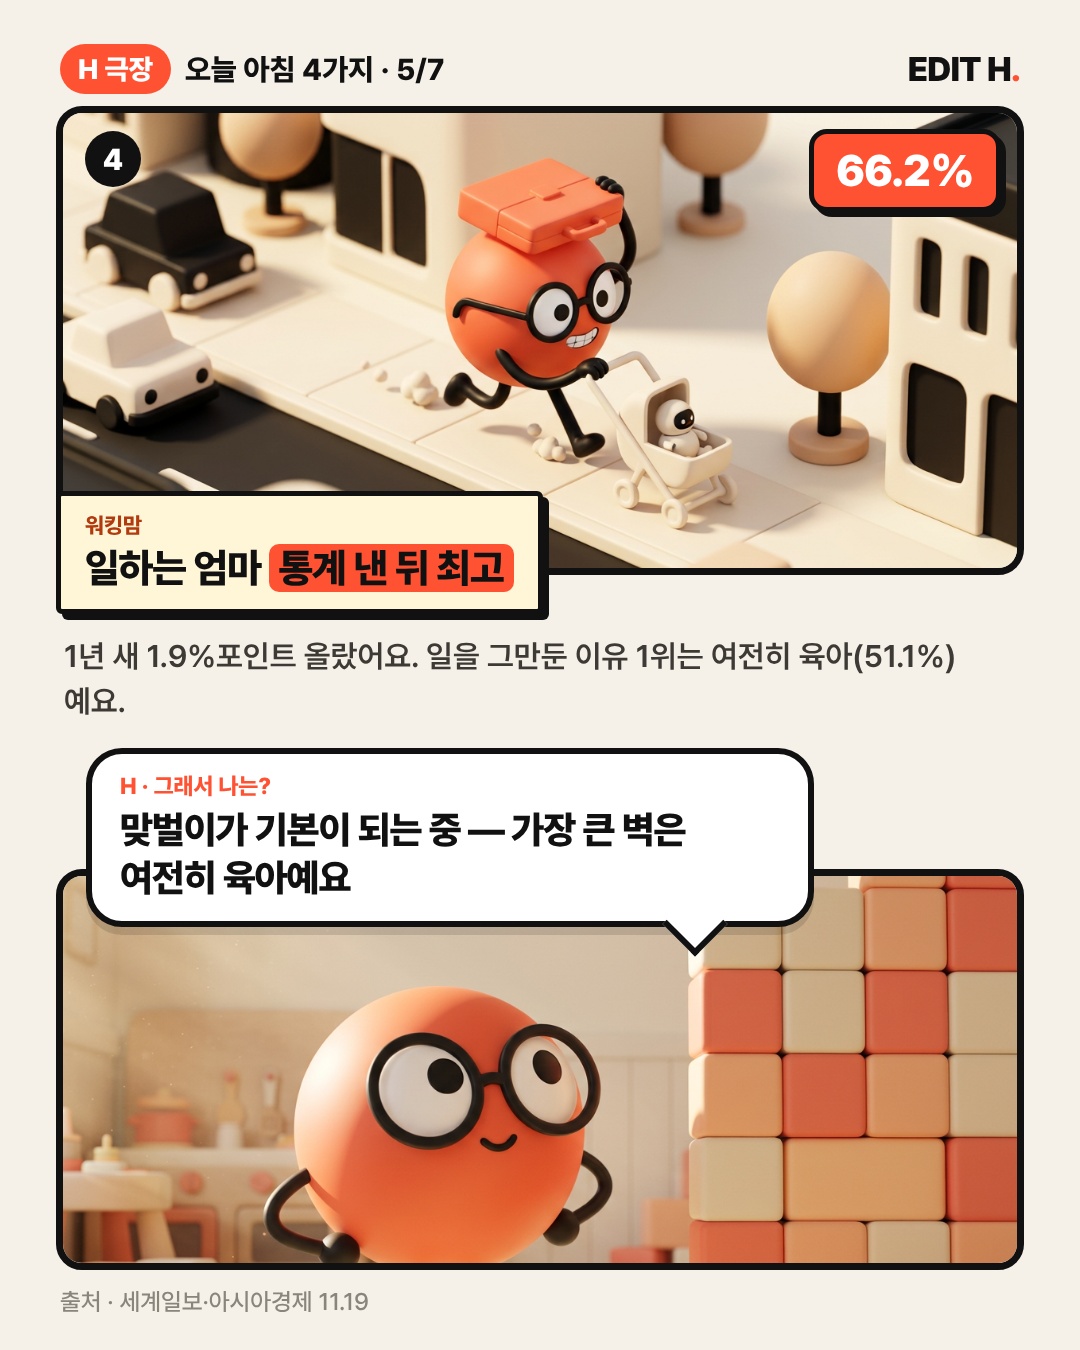 H 극장 오늘 아침 4가지 · 5/7 EDIT H.
4
66.2%
워킹맘
일하는 엄마 통계 낸 뒤 최고
1년 새 1.9%포인트 올랐어요. 일을 그만둔 이유 1위는 여전히 육아(51.1%)
예요.
H · 그래서 나는?
맞벌이가 기본이 되는 중 — 가장 큰 벽은
여전히 육아예요
출처 · 세계일보·아시아경제 11.19